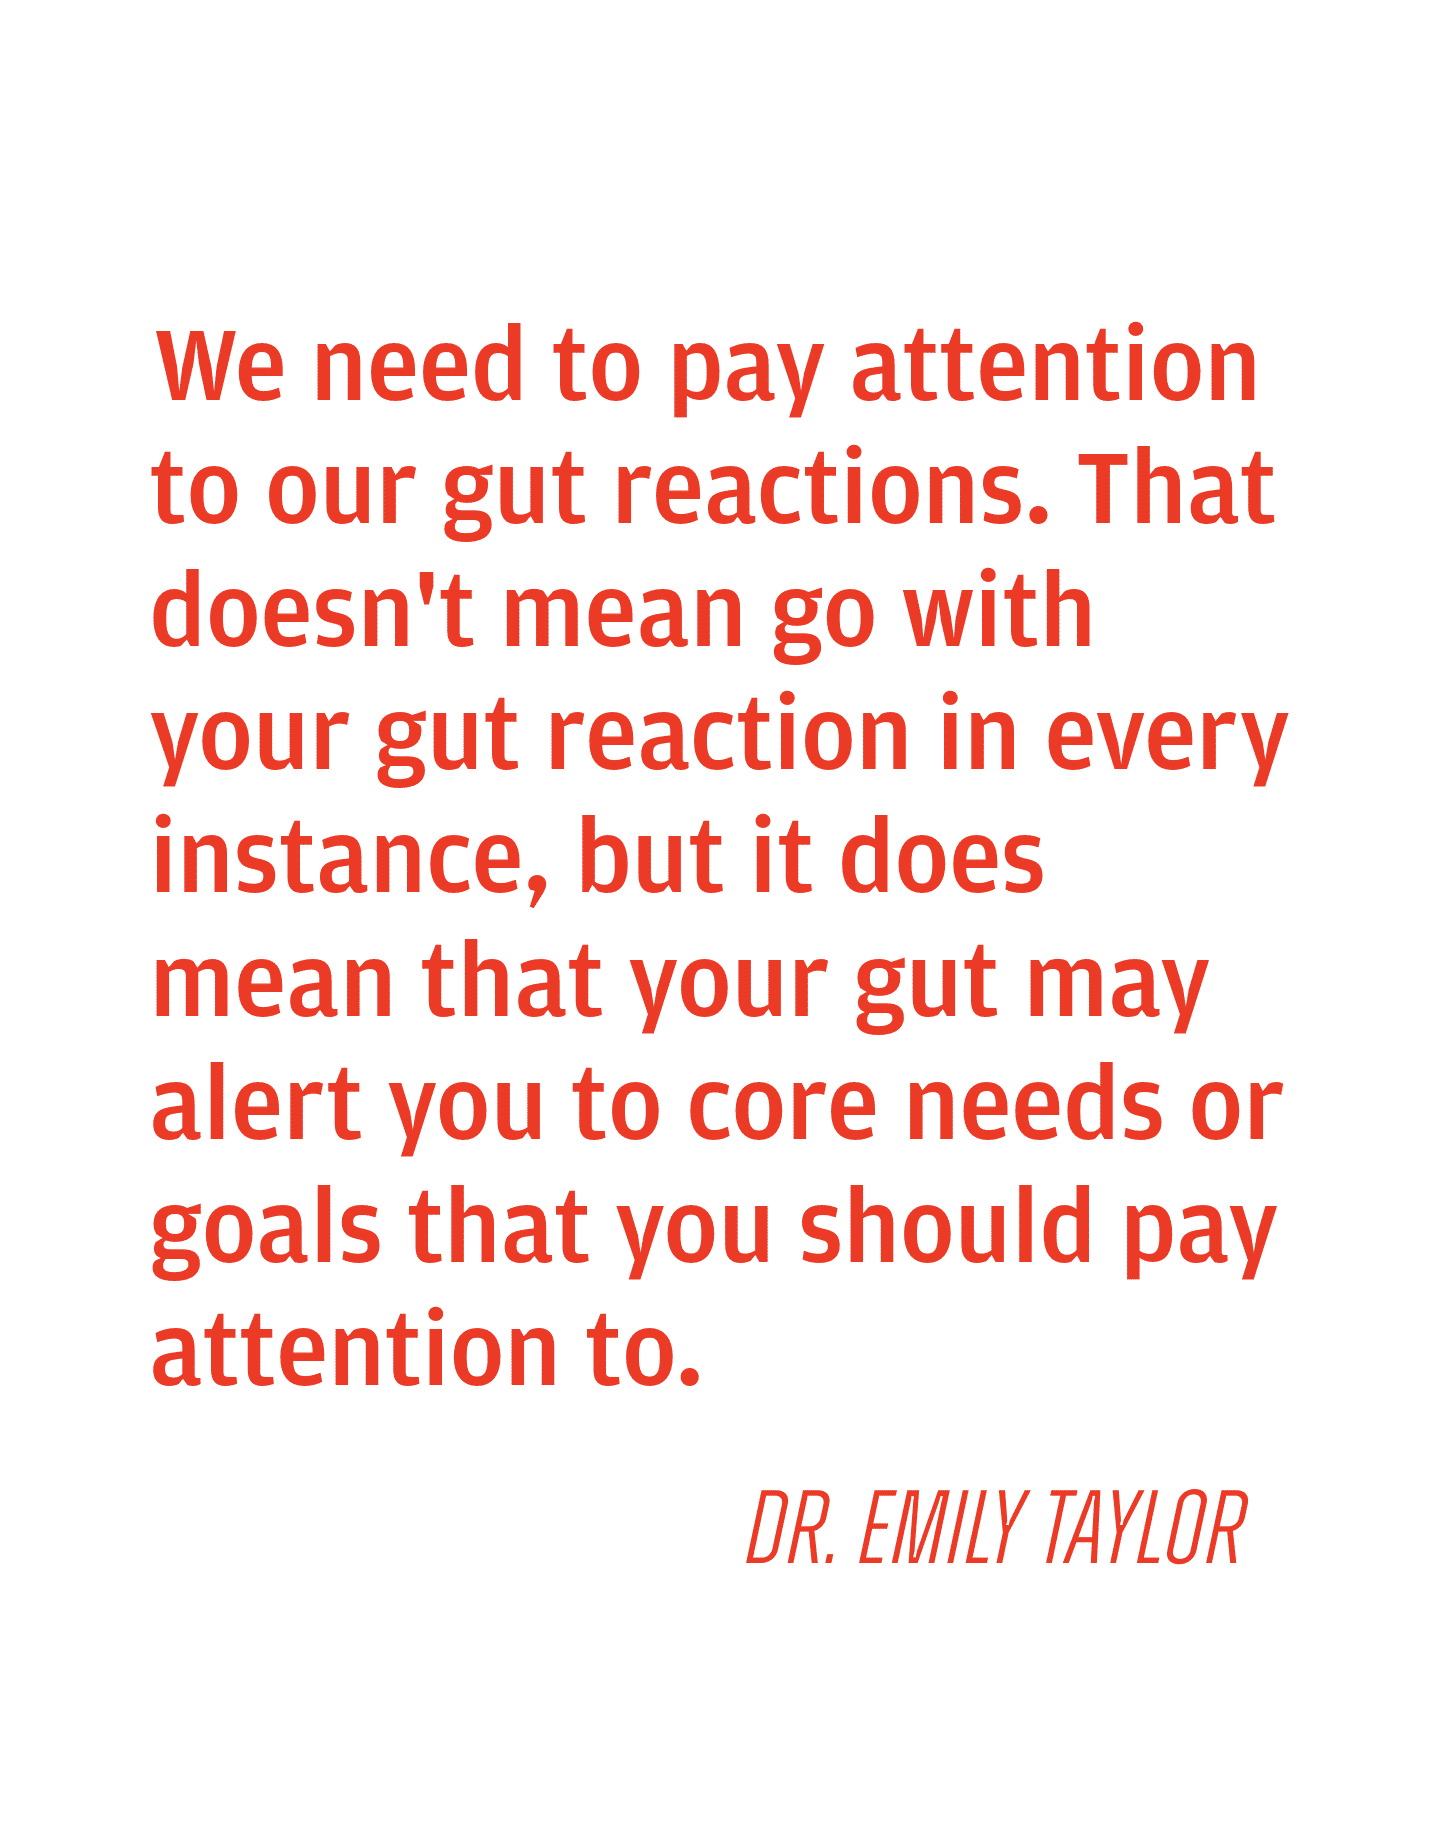 We need to pay attention
to our gut reactions. That
doesn't mean go with
your gut reaction in every
instance, but it does
mean that your gut may
alert you to core needs or
goals that you should pay
attention to.
DR. EMILY TAYLOR